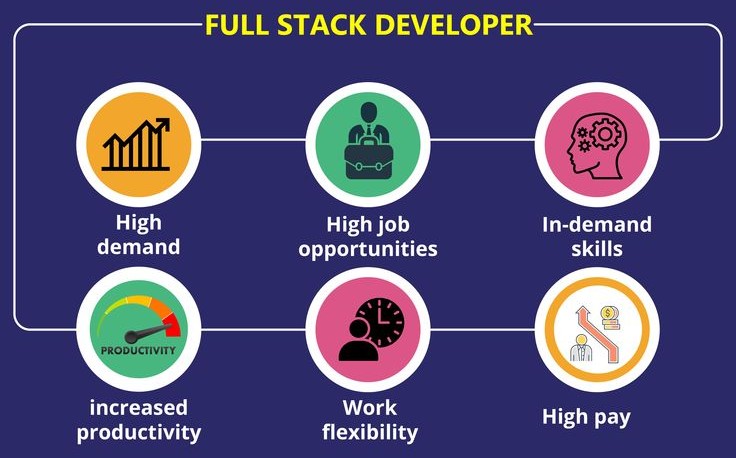 FULL STACK DEVELOPER
High
demand
High job
opportunities
In-demand
skills
PRODUCTIVITY
increased
productivity
Work
flexibility
$
High pay